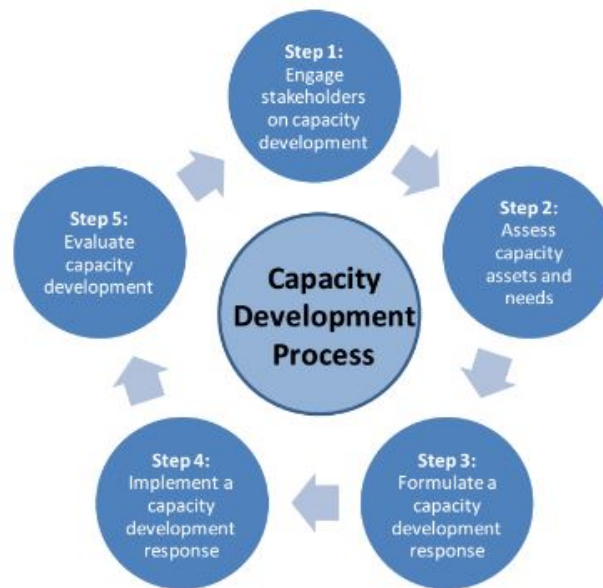 Step 1:
Engage
stakeholders
on capacity
development
Step 2:
Assess
capacity
assets and
needs
Step 3:
Formulate a
capacity
development
response
Step 4:
Implement a
capacity
development
response
Step 5:
Evaluate
capacity
development
Capacity
Development
Process